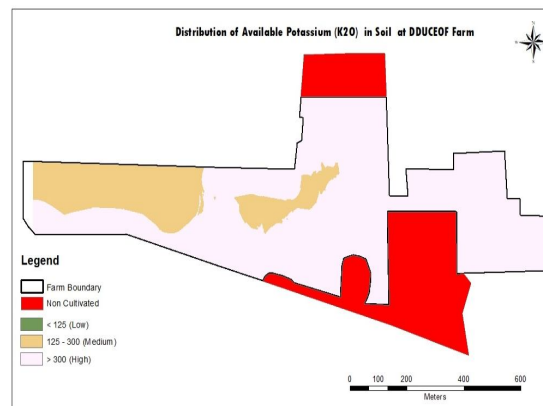 Distribution of Available Potassium (K2O) in Soil at DDUCEOF Farm
Legend
Farm Boundary
Non Cultivated
< 125 (Low)
125 - 300 (Medium)
> 300 (High)
0 100 200 400 600
Meters